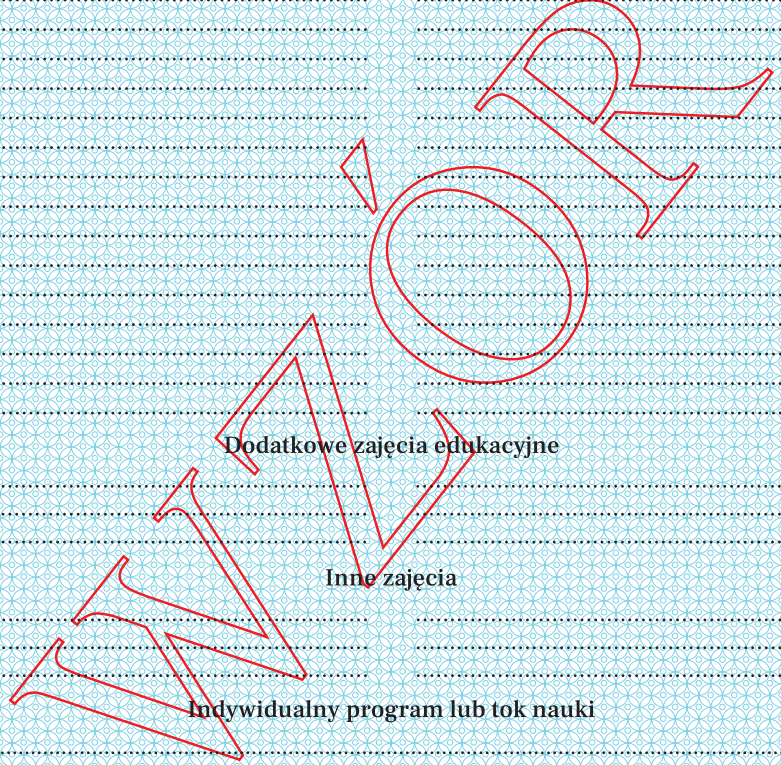 WZÓR
Dodatkowe zajęcia edukacyjne
Inne zajęcia
Indywidualny program lub tok nauki